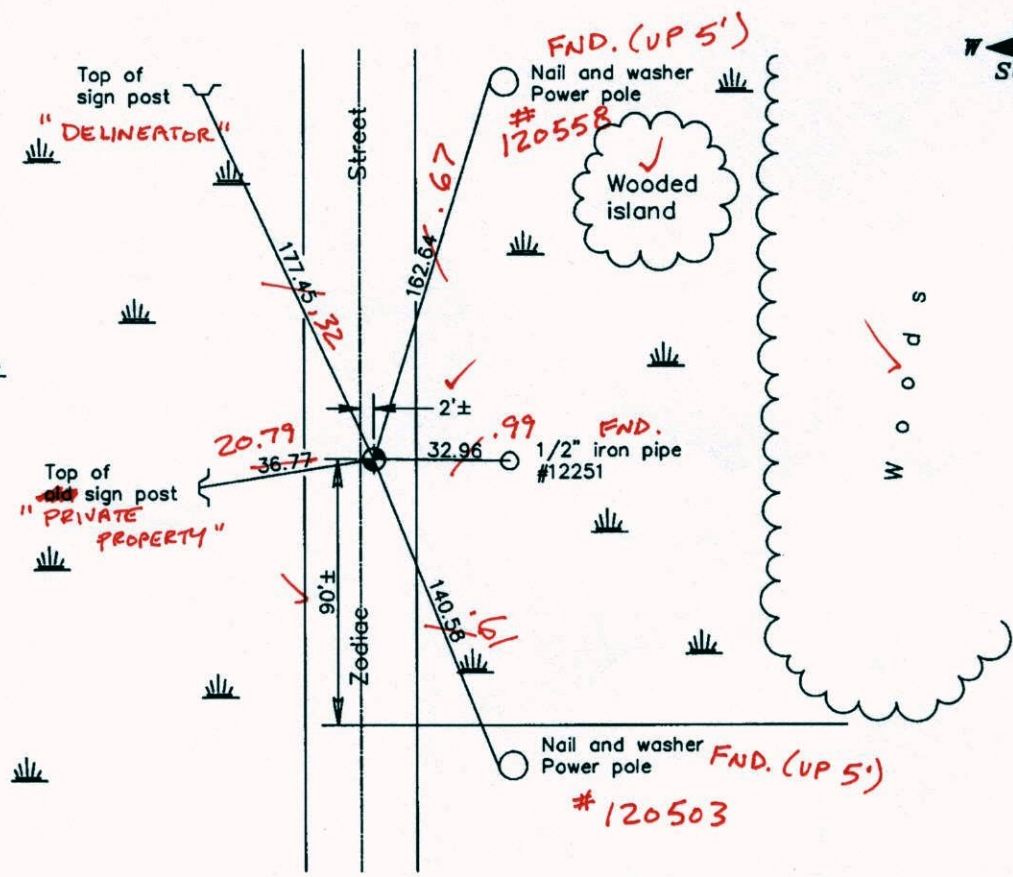 FND. (UP 5')
W
Top of
sign post
"DELINEATOR"
Nail and washer
Power pole
#
120558
Street
Wooded
island
177.45
.32
162.64
.67
2'±
Woods
20.79
36.77
32.96
.99
FND.
1/2" iron pipe
#12251
Top of
old sign post
"PRIVATE
PROPERTY"
90'±
Zodiac
140.58
.61
Nail and washer
Power pole
FND. (UP 5')
# 120503